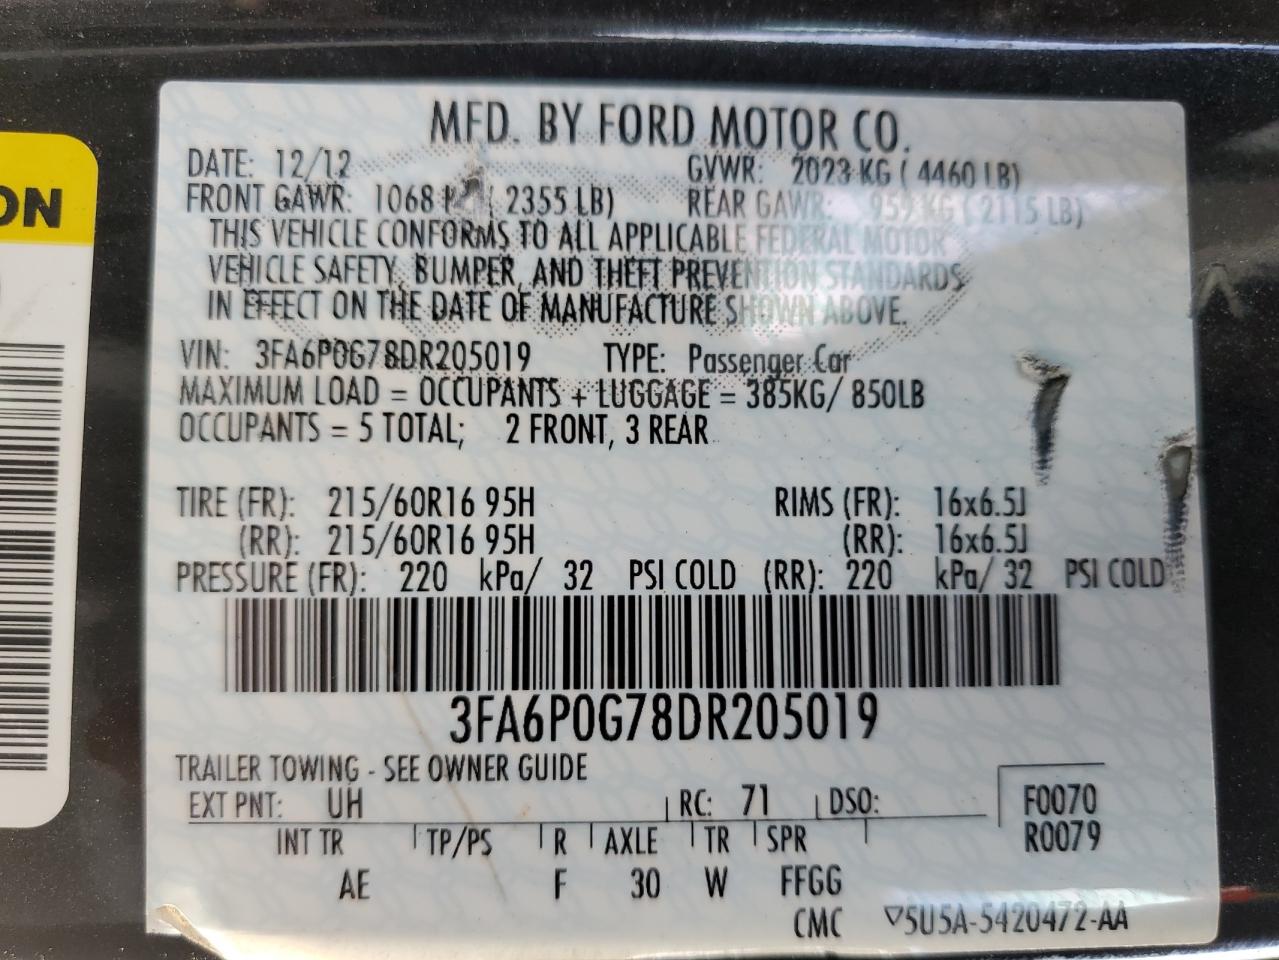 ON
MFD. BY FORD MOTOR CO.
DATE: 12/12 GVWR: 2023 KG ( 4460 LB)
FRONT GAWR: 1068 KG ( 2355 LB) REAR GAWR: 959 KG ( 2115 LB)
THIS VEHICLE CONFORMS TO ALL APPLICABLE FEDERAL MOTOR
VEHICLE SAFETY, BUMPER, AND THEFT PREVENTION STANDARDS
IN EFFECT ON THE DATE OF MANUFACTURE SHOWN ABOVE.
VIN: 3FA6P0G78DR205019 TYPE: Passenger Car
MAXIMUM LOAD = OCCUPANTS + LUGGAGE = 385KG/ 850LB
OCCUPANTS = 5 TOTAL; 2 FRONT, 3 REAR
TIRE (FR): 215/60R16 95H RIMS (FR): 16x6.5J
(RR): 215/60R16 95H (RR): 16x6.5J
PRESSURE (FR): 220 kPa/ 32 PSI COLD (RR): 220 kPa/ 32 PSI COLD
3FA6P0G78DR205019
TRAILER TOWING - SEE OWNER GUIDE
EXT PNT: UH RC: 71 DSO: F0070
INT TR TP/PS R AXLE TR SPR R0079
AE F 30 W FFGG
CMC ▽5U5A-5420472-AA